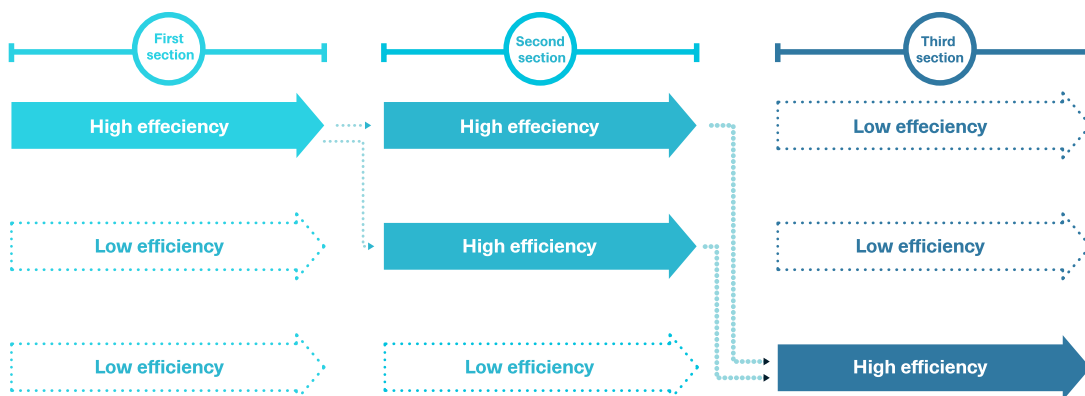 First
section
Second
section
Third
section
High effeciency
High effeciency
Low effeciency
Low efficiency
High efficiency
Low efficiency
Low efficiency
Low efficiency
High efficiency